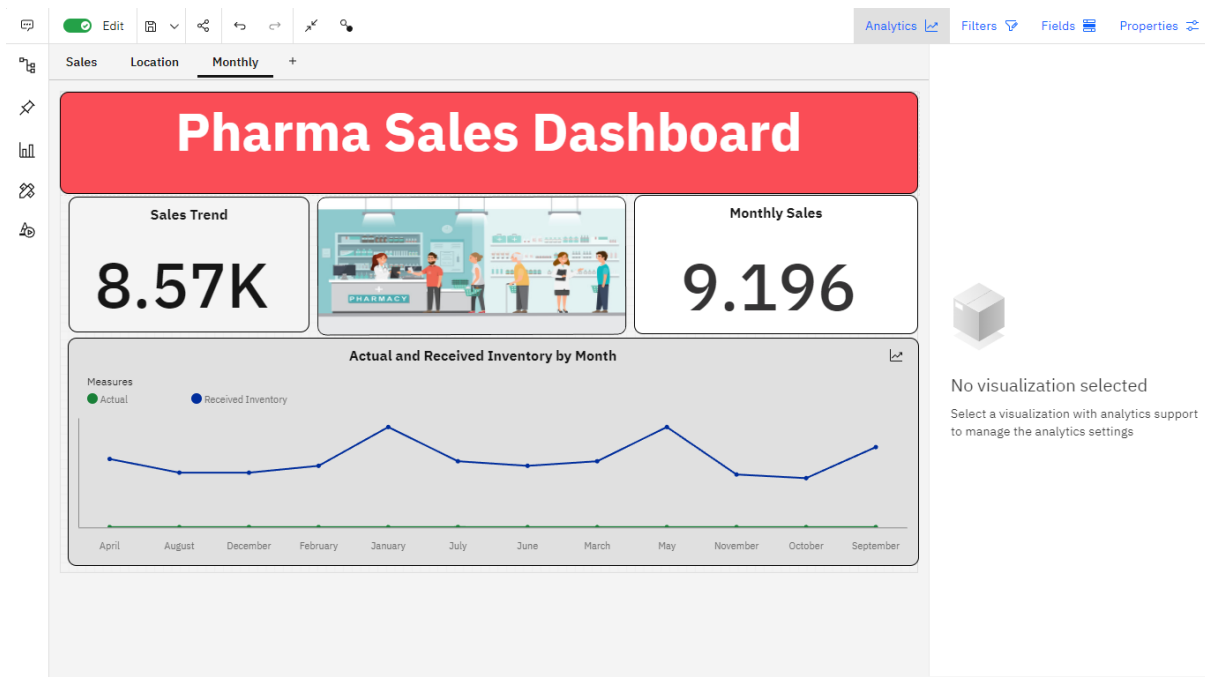 Edit
Analytics
Filters
Fields
Properties
Sales
Location
Monthly
+
Pharma Sales Dashboard
Sales Trend
8.57K
PHARMACY
Monthly Sales
9.196
Actual and Received Inventory by Month
Measures
Actual
Received Inventory
April
August
December
February
January
July
June
March
May
November
October
September
No visualization selected
Select a visualization with analytics support
to manage the analytics settings